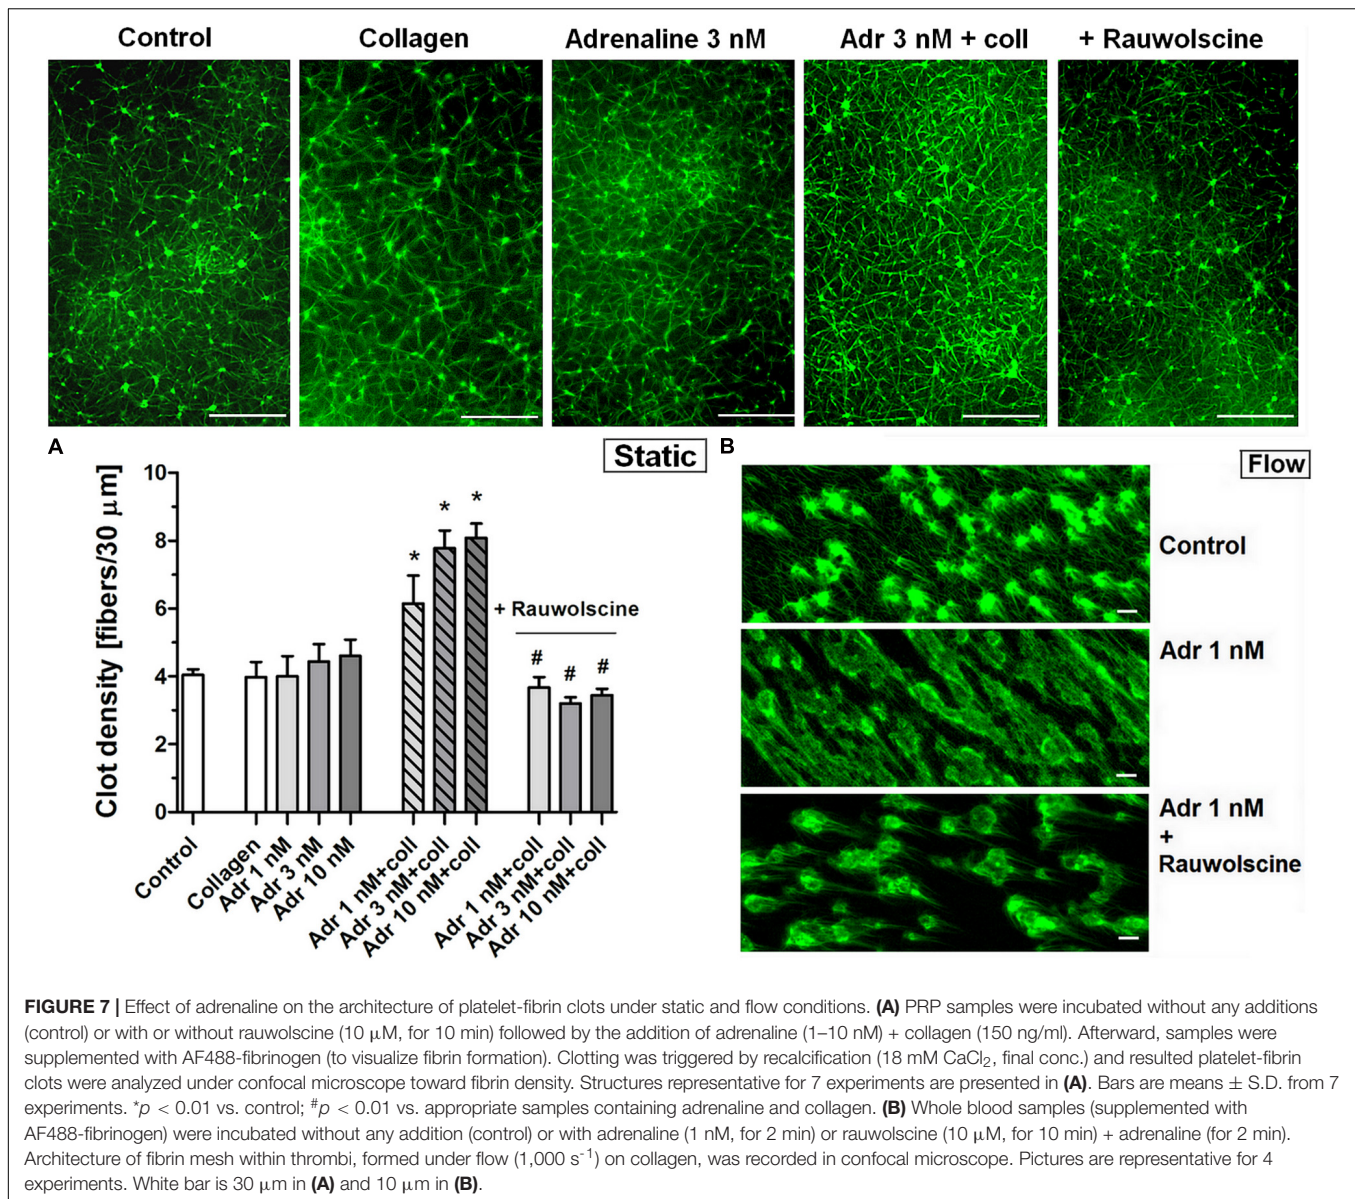 Control
Collagen
Adrenaline 3 nM
Adr 3 nM + coll
+ Rauwolscine
A
Static
Clot density [fibers/30 µm]
10
8
6
4
2
0
*
*
*
+ Rauwolscine
#
#
#
Control
Collagen
Adr 1 nM
Adr 3 nM
Adr 10 nM
Adr 1 nM+coll
Adr 3 nM+coll
Adr 10 nM+coll
Adr 1 nM+coll
Adr 3 nM+coll
Adr 10 nM+coll
B
Flow
Control
Adr 1 nM
Adr 1 nM
+
Rauwolscine
FIGURE 7 | Effect of adrenaline on the architecture of platelet-fibrin clots under static and flow conditions. (A) PRP samples were incubated without any additions
(control) or with or without rauwolscine (10 µM, for 10 min) followed by the addition of adrenaline (1–10 nM) + collagen (150 ng/ml). Afterward, samples were
supplemented with AF488-fibrinogen (to visualize fibrin formation). Clotting was triggered by recalcification (18 mM CaCl₂, final conc.) and resulted platelet-fibrin
clots were analyzed under confocal microscope toward fibrin density. Structures representative for 7 experiments are presented in (A). Bars are means ± S.D. from 7
experiments. *p < 0.01 vs. control; #p < 0.01 vs. appropriate samples containing adrenaline and collagen. (B) Whole blood samples (supplemented with
AF488-fibrinogen) were incubated without any addition (control) or with adrenaline (1 nM, for 2 min) or rauwolscine (10 µM, for 10 min) + adrenaline (for 2 min).
Architecture of fibrin mesh within thrombi, formed under flow (1,000 s⁻¹) on collagen, was recorded in confocal microscope. Pictures are representative for 4
experiments. White bar is 30 µm in (A) and 10 µm in (B).